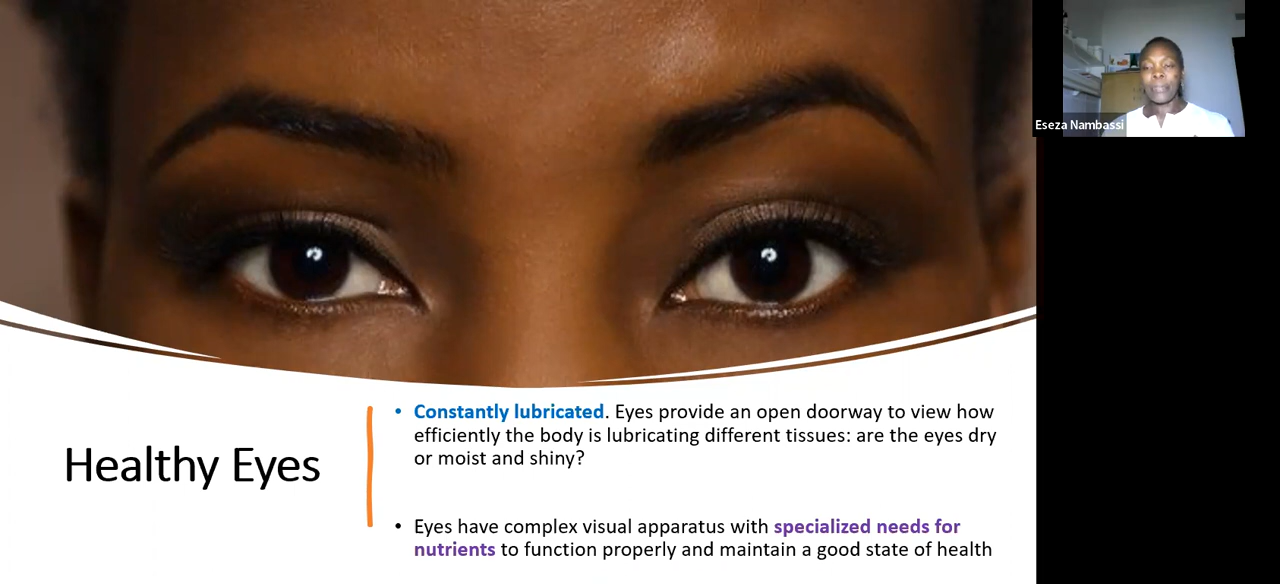 Eseza Nambassi
Healthy Eyes
• Constantly lubricated. Eyes provide an open doorway to view how
efficiently the body is lubricating different tissues: are the eyes dry
or moist and shiny?
• Eyes have complex visual apparatus with specialized needs for
nutrients to function properly and maintain a good state of health